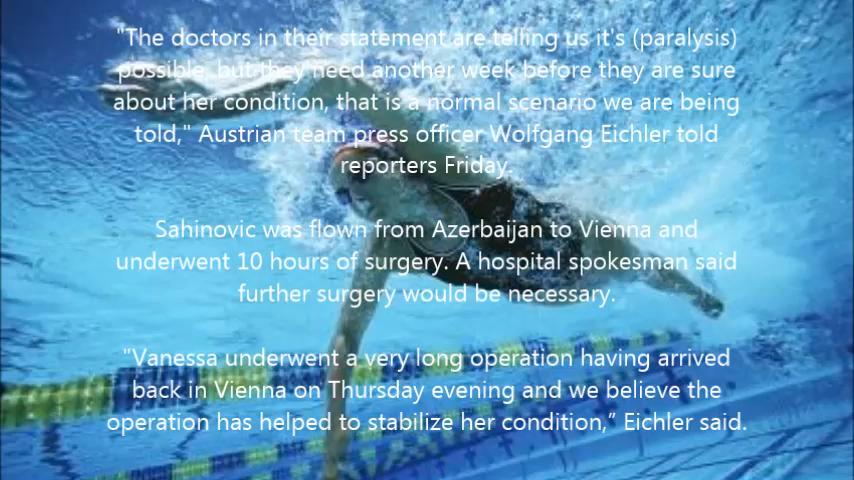 "The doctors in their statement are telling us it's (paralysis)
possible, but they need another week before they are sure
about her condition, that is a normal scenario we are being
told," Austrian team press officer Wolfgang Eichler told
reporters Friday.
Sahinovic was flown from Azerbaijan to Vienna and
underwent 10 hours of surgery. A hospital spokesman said
further surgery would be necessary.
"Vanessa underwent a very long operation having arrived
back in Vienna on Thursday evening and we believe the
operation has helped to stabilize her condition,” Eichler said.